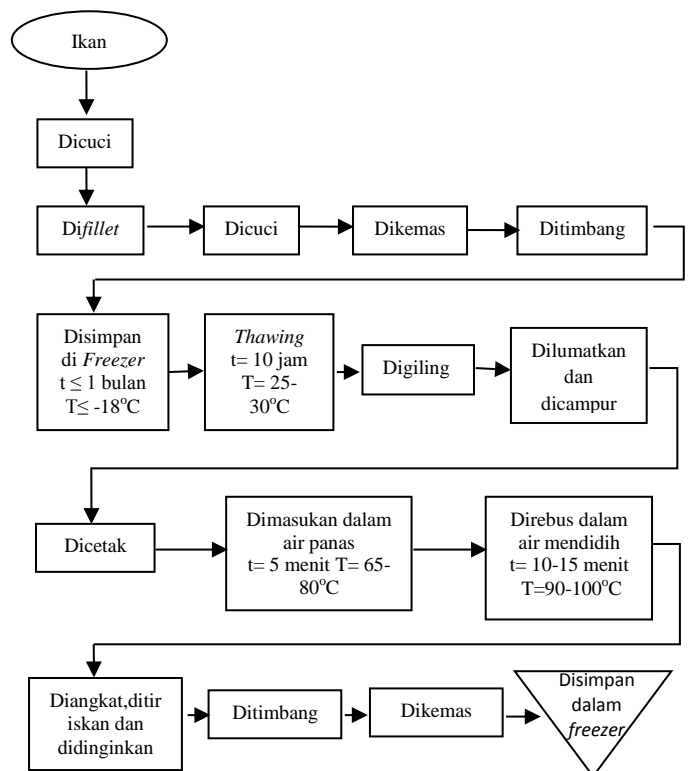 Ikan
Dicuci
Difillet
Dicuci
Dikemas
Ditimbang
Disimpan
di Freezer
t ≤ 1 bulan
T≤ -18°C
Thawing
t= 10 jam
T= 25-
30°C
Digiling
Dilumatkan
dan
dicampur
Dicetak
Dimasukan dalam
air panas
t= 5 menit T= 65-
80°C
Direbus dalam
air mendidih
t= 10-15 menit
T=90-100°C
Diangkat,ditir
iskan dan
didinginkan
Ditimbang
Dikemas
Disimpan
dalam
freezer